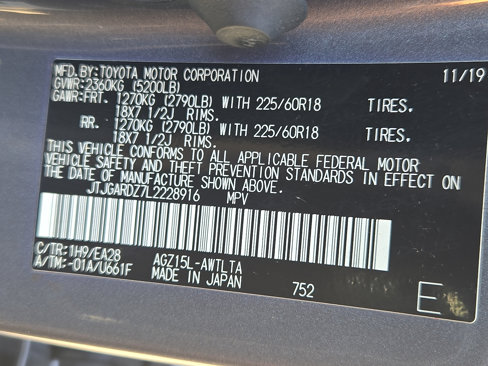 MFD.BY:TOYOTA MOTOR CORPORATION 11/19
GVWR:2360KG (5200LB)
GAWR:FRT. 1270KG (2790LB) WITH 225/60R18 TIRES.
18X7 1/2J RIMS.
RR. 1270KG (2790LB) WITH 225/60R18 TIRES.
18X7 1/2J RIMS.
THIS VEHICLE CONFORMS TO ALL APPLICABLE FEDERAL MOTOR
VEHICLE SAFETY AND THEFT PREVENTION STANDARDS IN EFFECT ON
THE DATE OF MANUFACTURE SHOWN ABOVE.
JTJGARDZ7L2228916 MPV
C/TR:1H9/EA28 AGZ15L-AWTLTA
A/TM:-01A/U661F MADE IN JAPAN 752 E